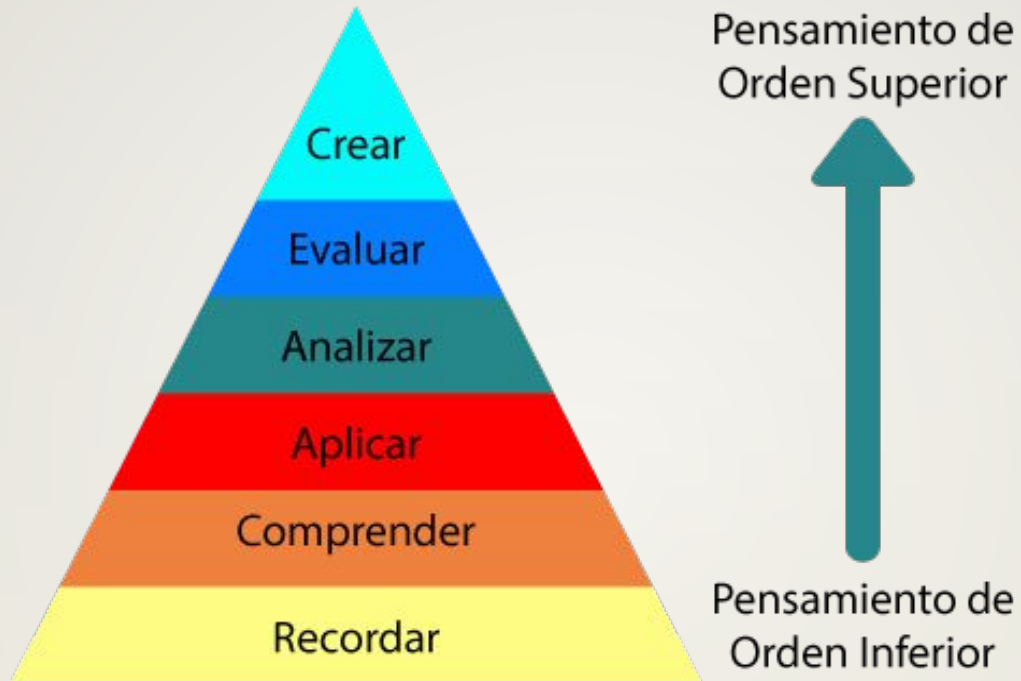 Pensamiento de
Orden Superior
Crear
Evaluar
Analizar
Aplicar
Comprender
Recordar
Pensamiento de
Orden Inferior